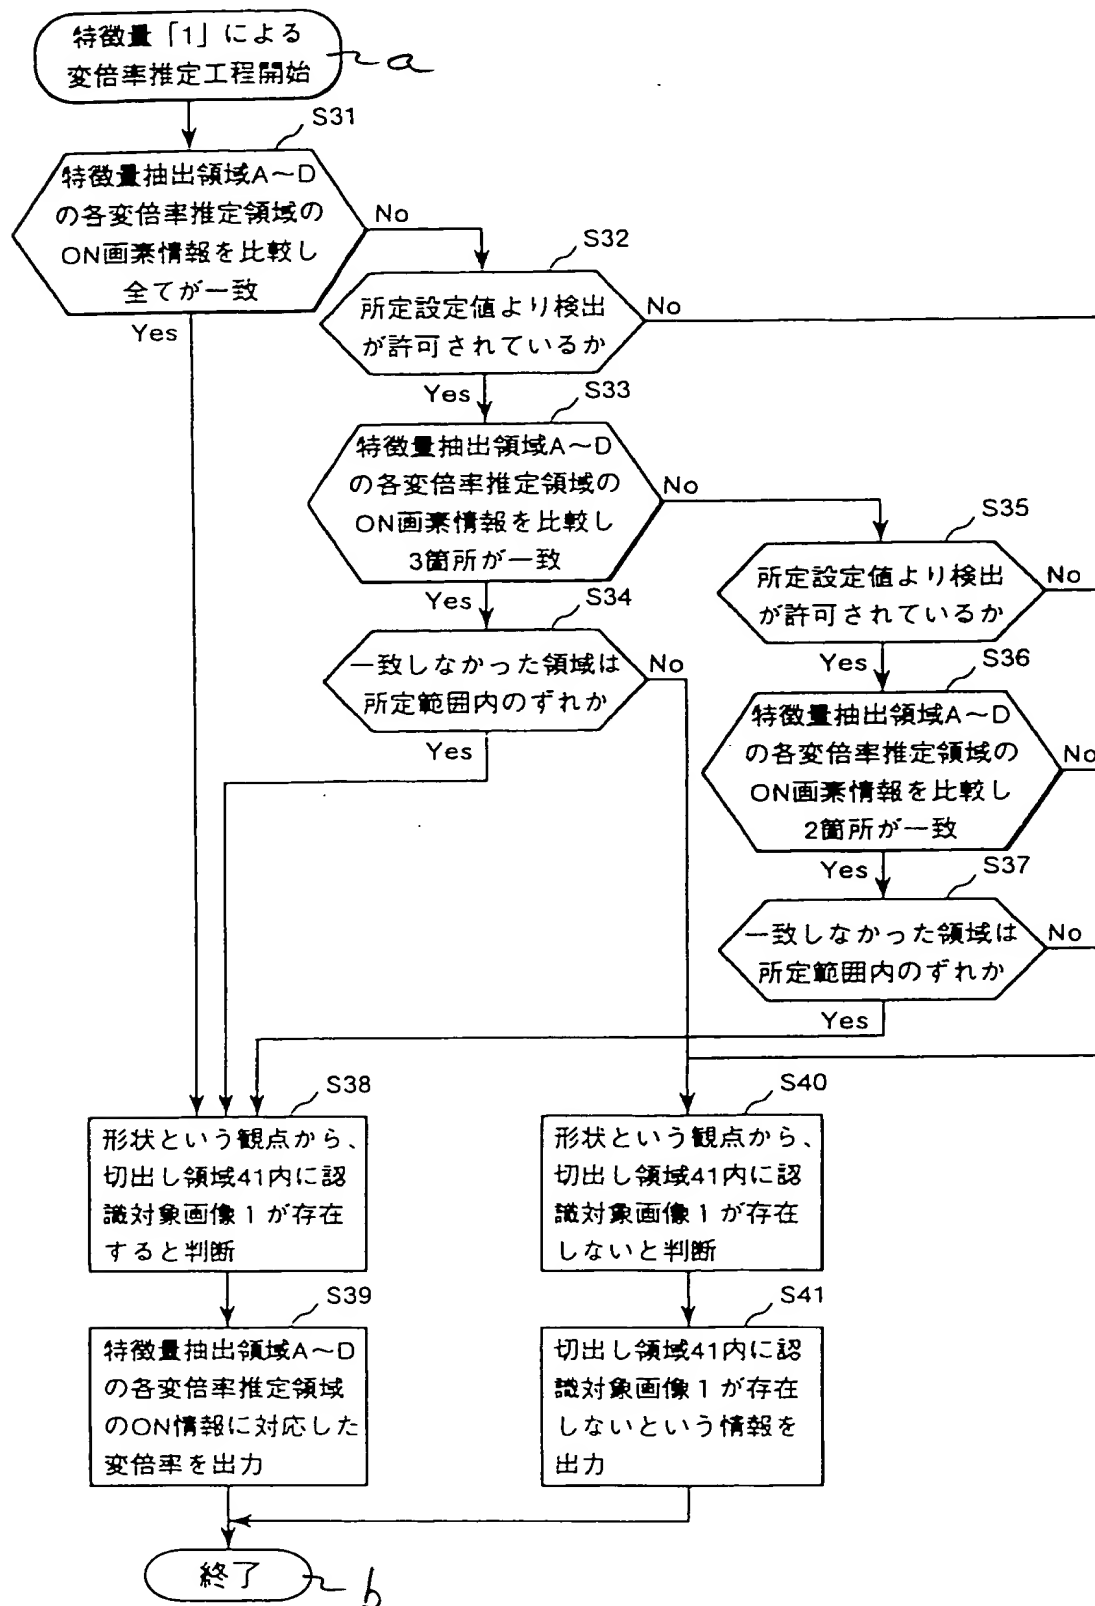 特徴量「1」による
変倍率推定工程開始
a
S31
特徴量抽出領域A～D
の各変倍率推定領域の
ON画素情報を比較し
全てが一致
No
Yes
S32
所定設定値より検出
が許可されているか
No
Yes
S33
特徴量抽出領域A～D
の各変倍率推定領域の
ON画素情報を比較し
3箇所が一致
No
Yes
S34
一致しなかった領域は
所定範囲内のずれか
No
Yes
S35
所定設定値より検出
が許可されているか
No
Yes
S36
特徴量抽出領域A～D
の各変倍率推定領域の
ON画素情報を比較し
2箇所が一致
No
Yes
S37
一致しなかった領域は
所定範囲内のずれか
No
Yes
S38
形状という観点から、
切出し領域41内に認
識対象画像1が存在
すると判断
S39
特徴量抽出領域A～D
の各変倍率推定領域
のON情報に対応した
変倍率を出力
S40
形状という観点から、
切出し領域41内に認
識対象画像1が存在
しないと判断
S41
切出し領域41内に認
識対象画像1が存在
しないという情報を
出力
終了
b